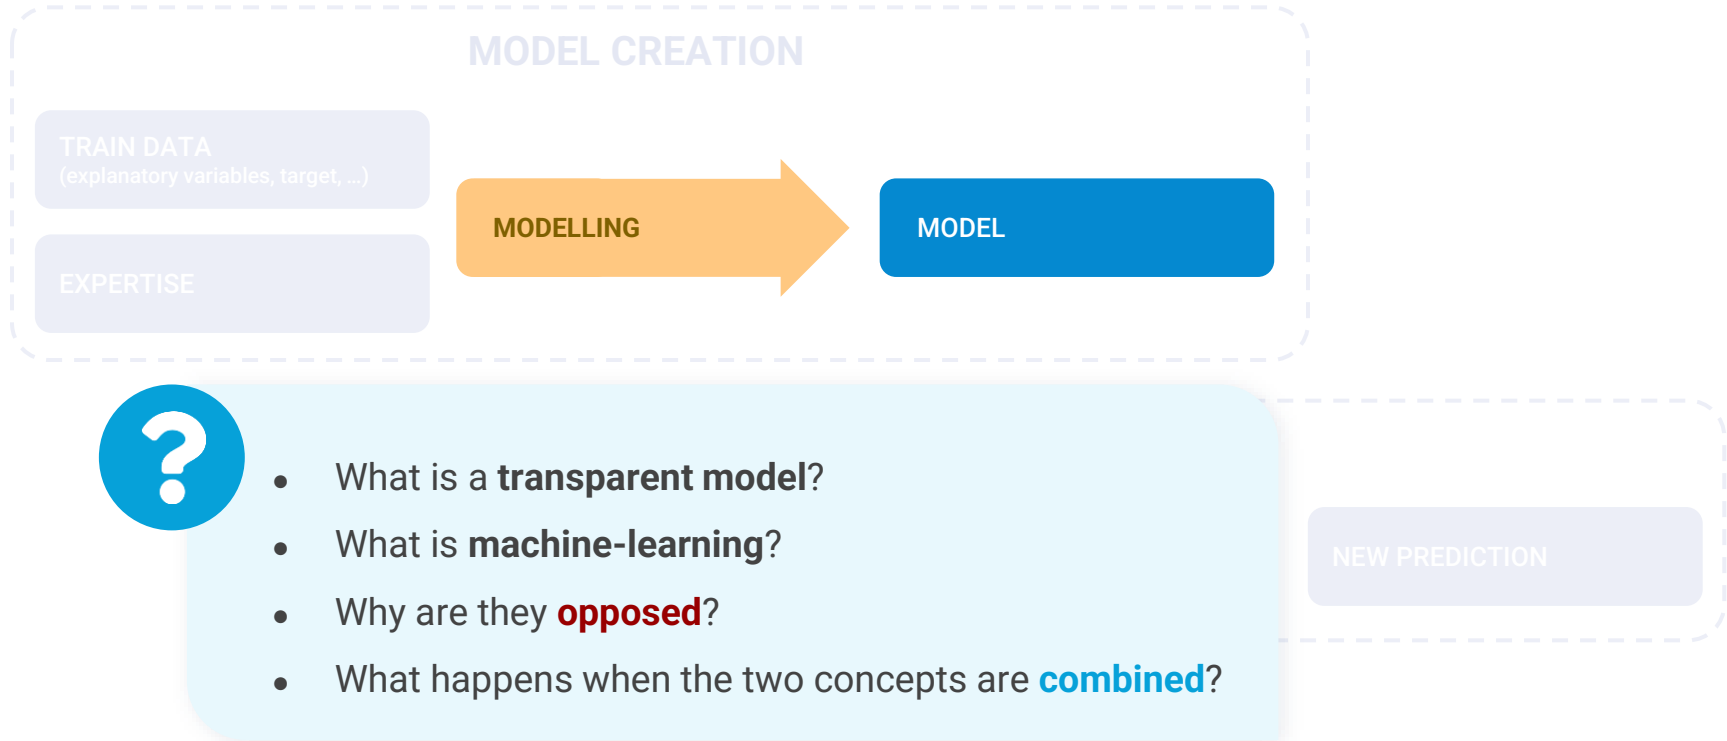 MODEL CREATION
TRAIN DATA
(explanatory variables, target, ...)
EXPERTISE
MODELLING
MODEL
?
• What is a transparent model?
• What is machine-learning?
• Why are they opposed?
• What happens when the two concepts are combined?
NEW PREDICTION